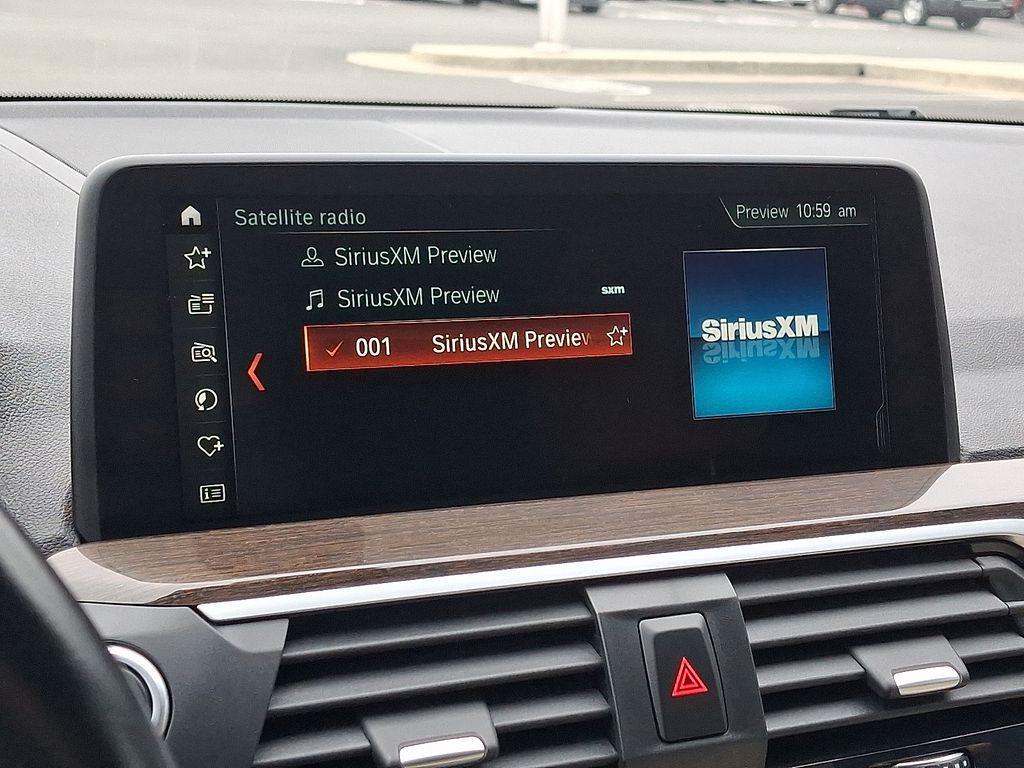 Satellite radio
Preview 10:59 am
SiriusXM Preview
SiriusXM Preview
sxm
001 SiriusXM Preview
SiriusXM